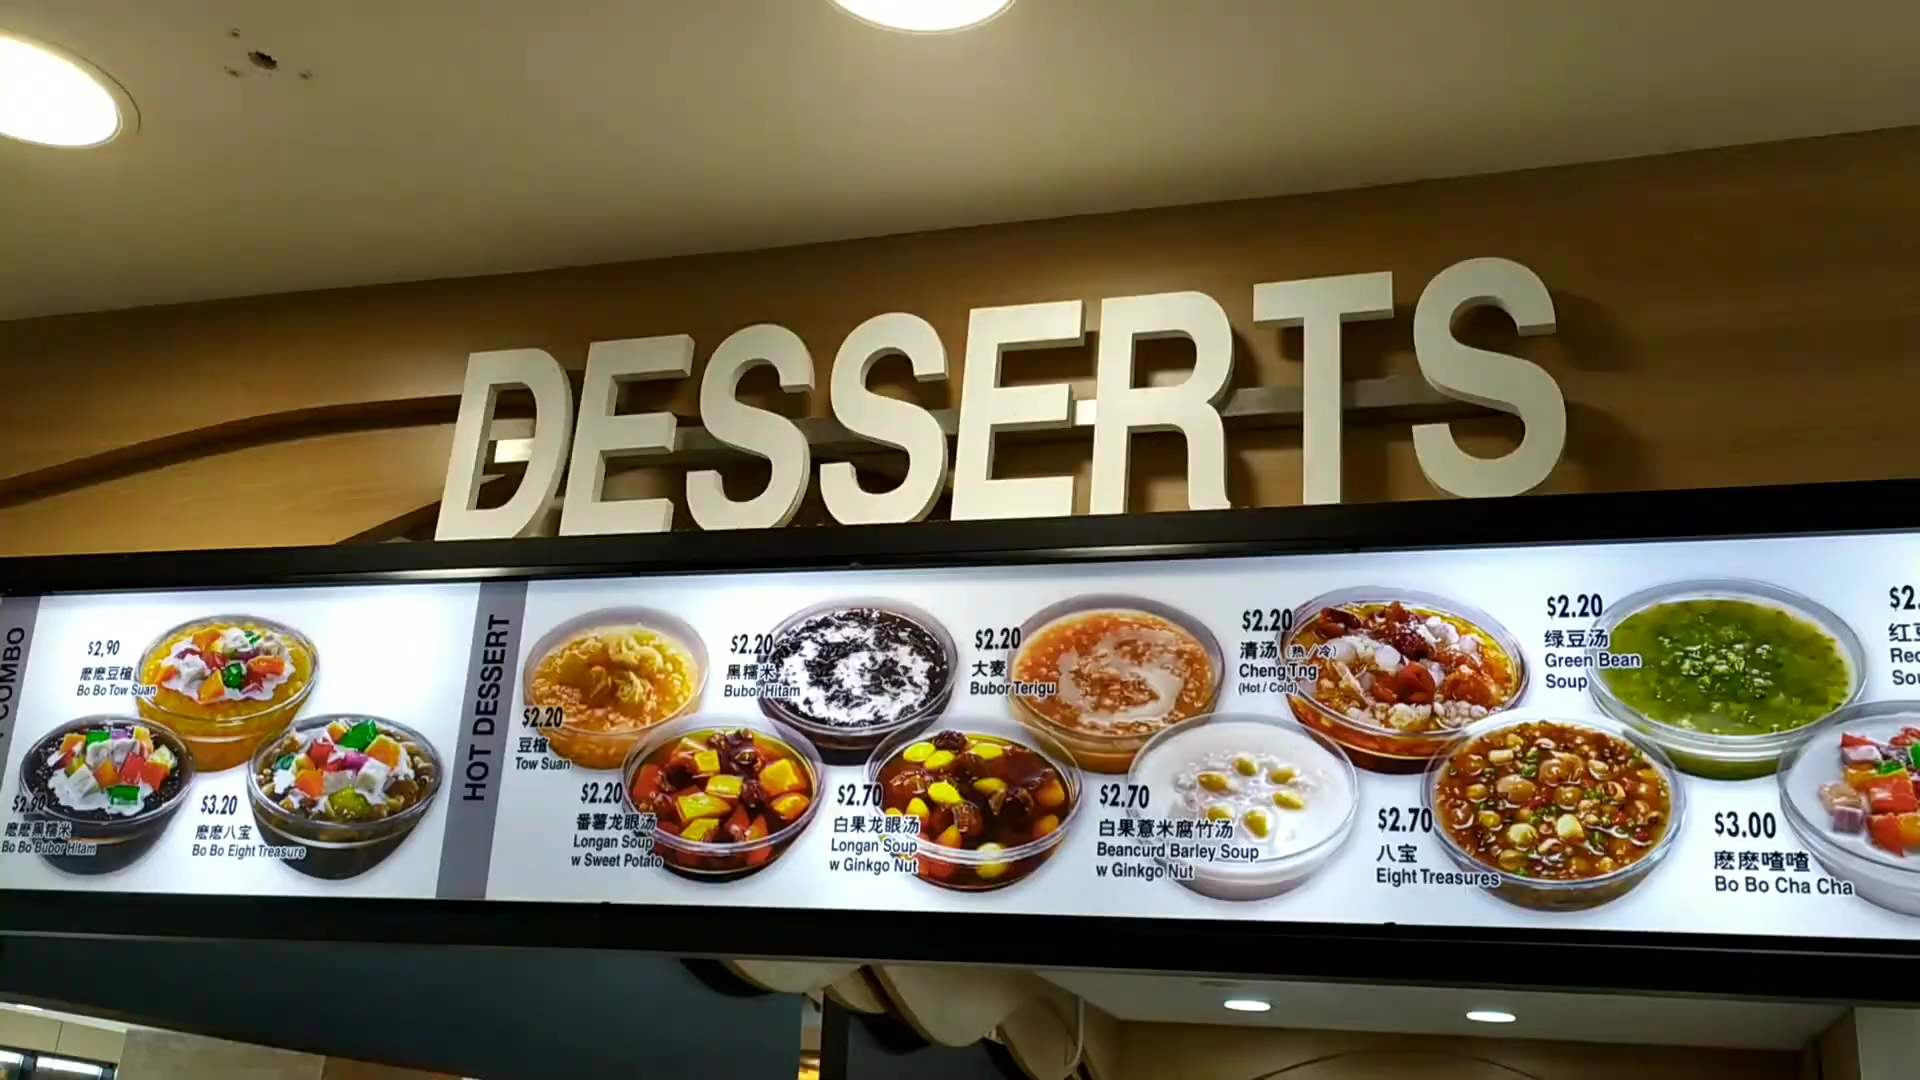 DESSERTS
COMBO
$2.90
麽麽豆楦
Bo Bo Tow Suan
$2.90
麽麽黑糯米
Bo Bo Bubor Hitam
$3.20
麽麽八宝
Bo Bo Eight Treasure
HOT DESSERT
$2.20
豆楦
Tow Suan
$2.20
黑糯米
Bubor Hitam
$2.20
大麦
Bubor Terigu
$2.20
清汤 (热/冷)
Cheng Tng
(Hot / Cold)
$2.20
绿豆汤
Green Bean
Soup
$2.20
番薯龙眼汤
Longan Soup
w Sweet Potato
$2.70
白果龙眼汤
Longan Soup
w Ginkgo Nut
$2.70
白果薏米腐竹汤
Beancurd Barley Soup
w Ginkgo Nut
$2.70
八宝
Eight Treasures
$3.00
麽麽喳喳
Bo Bo Cha Cha